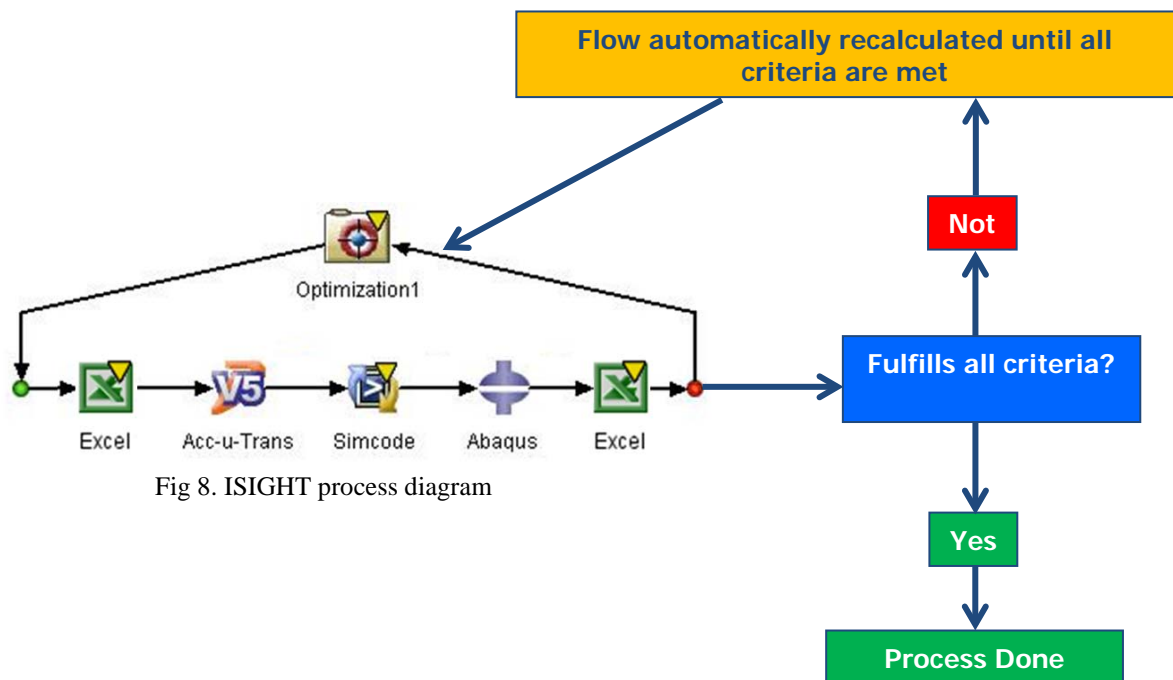 Flow automatically recalculated until all
criteria are met
Not
Optimization1
Fulfills all criteria?
V5
Excel
Acc-u-Trans
Simcode
Abaqus
Excel
Fig 8. ISIGHT process diagram
Yes
Process Done